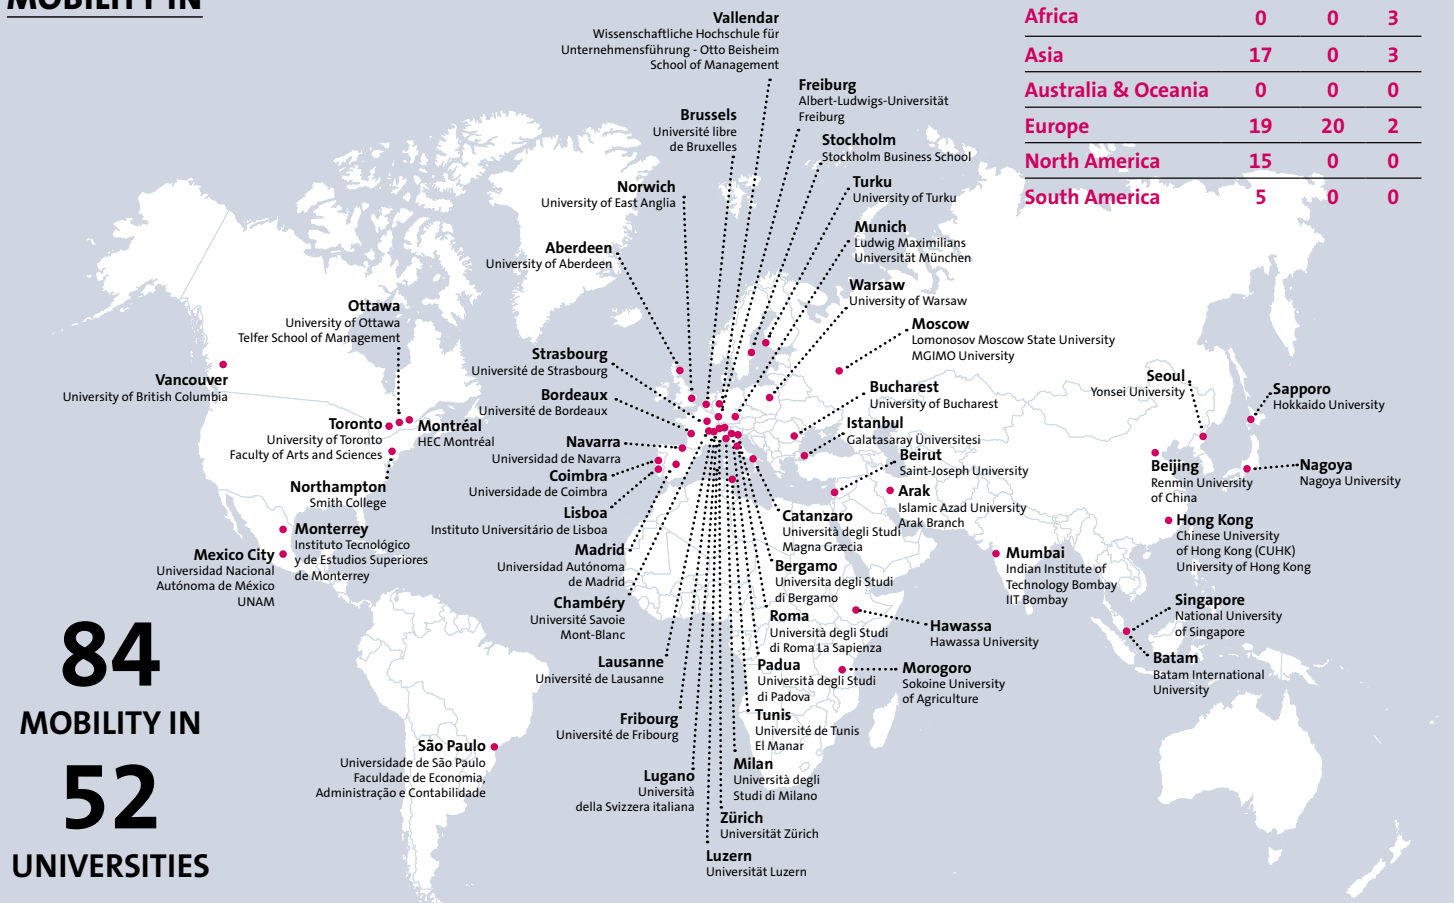 MOBILITY IN
Africa 0 0 3
Asia 17 0 3
Australia & Oceania 0 0 0
Europe 19 20 2
North America 15 0 0
South America 5 0 0
Vallendar
Wissenschaftliche Hochschule für
Unternehmensführung - Otto Beisheim
School of Management
Freiburg
Albert-Ludwigs-Universität
Freiburg
Brussels
Université libre
de Bruxelles
Stockholm
Stockholm Business School
Norwich
University of East Anglia
Turku
University of Turku
Aberdeen
University of Aberdeen
Munich
Ludwig Maximilians
Universität München
Warsaw
University of Warsaw
Ottawa
University of Ottawa
Telfer School of Management
Moscow
Lomonosov Moscow State University
MGIMO University
Strasbourg
Université de Strasbourg
Vancouver
University of British Columbia
Bordeaux
Université de Bordeaux
Bucharest
University of Bucharest
Seoul
Yonsei University
Sapporo
Hokkaido University
Toronto
University of Toronto
Faculty of Arts and Sciences
Montréal
HEC Montréal
Navarra
Universidad de Navarra
Istanbul
Galatasaray Üniversitesi
Beirut
Saint-Joseph University
Coimbra
Universidade de Coimbra
Beijing
Renmin University
of China
Nagoya
Nagoya University
Northampton
Smith College
Arak
Islamic Azad University
Arak Branch
Lisboa
Instituto Universitário de Lisboa
Catanzaro
Università degli Studi
Magna Græcia
Hong Kong
Chinese University
of Hong Kong (CUHK)
University of Hong Kong
Monterrey
Instituto Tecnológico
y de Estudios Superiores
de Monterrey
Mexico City
Universidad Nacional
Autónoma de México
UNAM
Madrid
Universidad Autónoma
de Madrid
Bergamo
Universita degli Studi
di Bergamo
Mumbai
Indian Institute of
Technology Bombay
IIT Bombay
Chambéry
Université Savoie
Mont-Blanc
Roma
Università degli Studi
di Roma La Sapienza
Hawassa
Hawassa University
Singapore
National University
of Singapore
Lausanne
Université de Lausanne
Padua
Università degli Studi
di Padova
Morogoro
Sokoine University
of Agriculture
Batam
Batam International
University
84
MOBILITY IN
52
UNIVERSITIES
Fribourg
Université de Fribourg
Tunis
Université de Tunis
El Manar
São Paulo
Universidade de São Paulo
Faculdade de Economia,
Administração e Contabilidade
Lugano
Università
della Svizzera italiana
Milan
Università degli
Studi di Milano
Zürich
Universität Zürich
Luzern
Universität Luzern